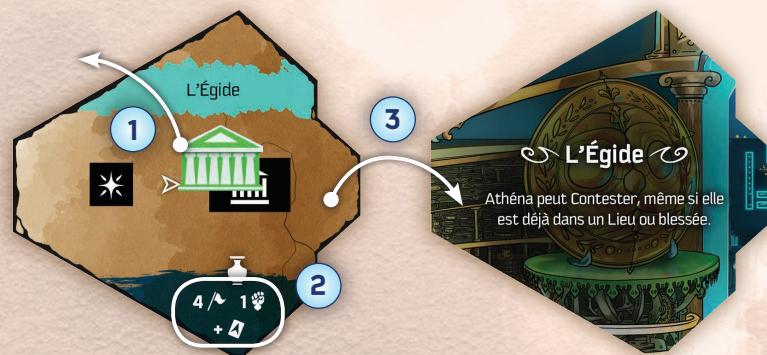 L'Égide
1
4 1
+
2
3
L'Égide
Athéna peut Contester, même si elle
est déjà dans un Lieu ou blessée.